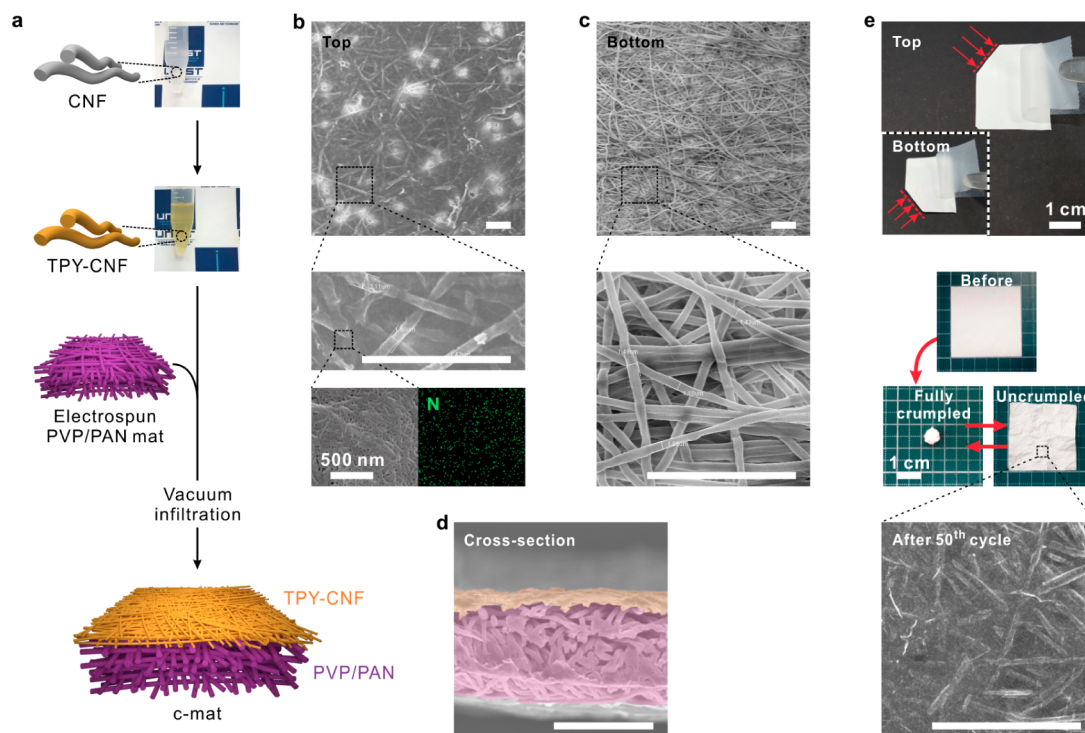 a
CNF
TPY-CNF
Electrospun
PVP/PAN mat
Vacuum
infiltration
TPY-CNF
PVP/PAN
c-mat
b
Top
N
500 nm
c
Bottom
d
Cross-section
e
Top
Bottom
1 cm
Before
Fully
crumpled
Uncrumpled
1 cm
After 50th cycle